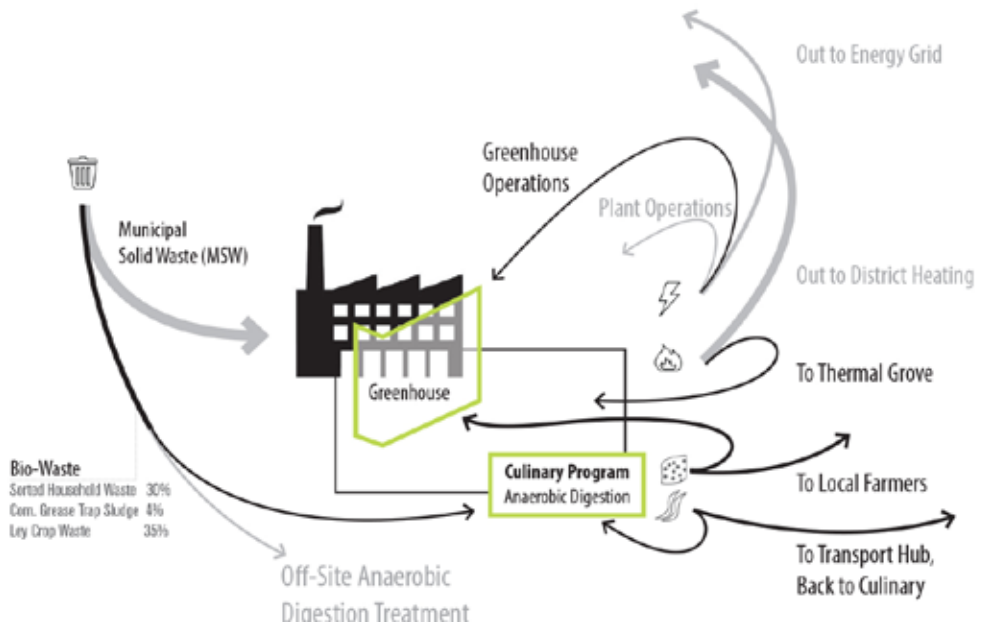 Out to Energy Grid
Greenhouse
Operations
Plant Operations
Municipal
Solid Waste (MSW)
Out to District Heating
Greenhouse
To Thermal Grove
Bio-Waste
Sorted Household Waste 30%
Com. Grease Trap Sludge 4%
Ley Crop Waste 35%
Culinary Program
Anaerobic Digestion
To Local Farmers
To Transport Hub,
Back to Culinary
Off-Site Anaerobic
Digestion Treatment